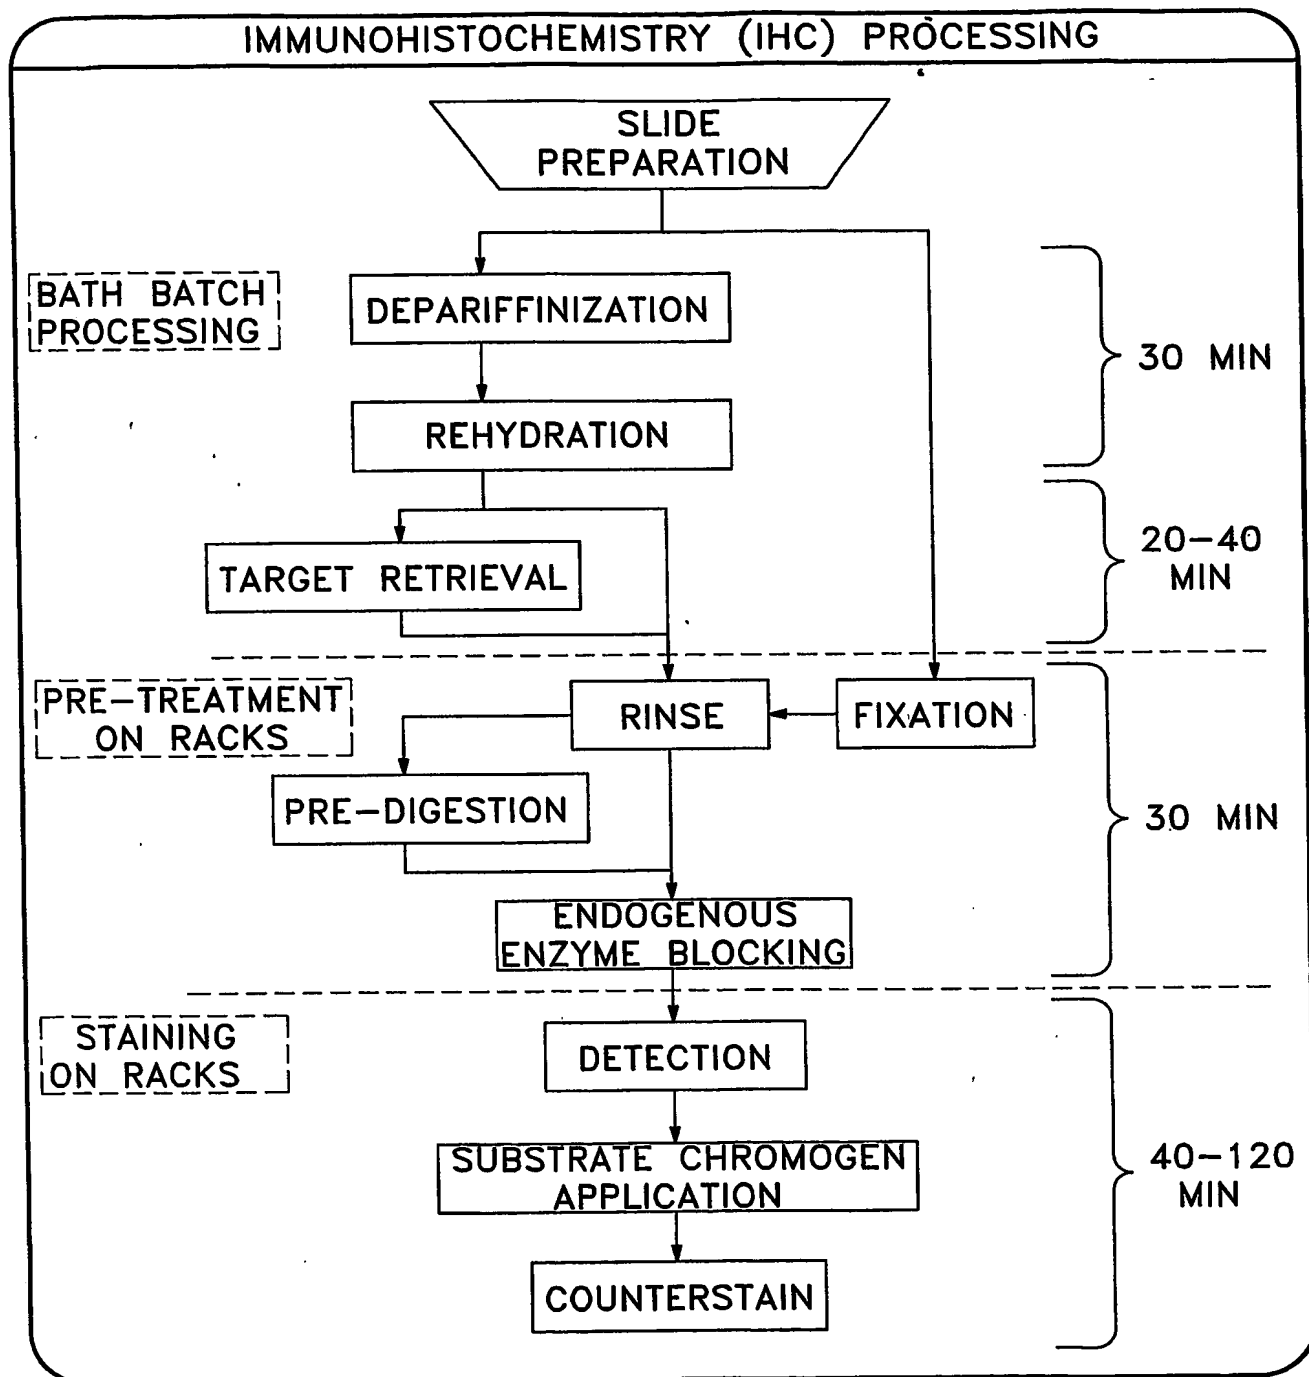 IMMUNOHISTOCHEMISTRY (IHC) PROCESSING
SLIDE
PREPARATION
BATH BATCH
PROCESSING
DEPARIFFINIZATION
30 MIN
REHYDRATION
20-40
MIN
TARGET RETRIEVAL
PRE-TREATMENT
ON RACKS
RINSE
FIXATION
PRE-DIGESTION
30 MIN
ENDOGENOUS
ENZYME BLOCKING
STAINING
ON RACKS
DETECTION
SUBSTRATE CHROMOGEN
APPLICATION
40-120
MIN
COUNTERSTAIN